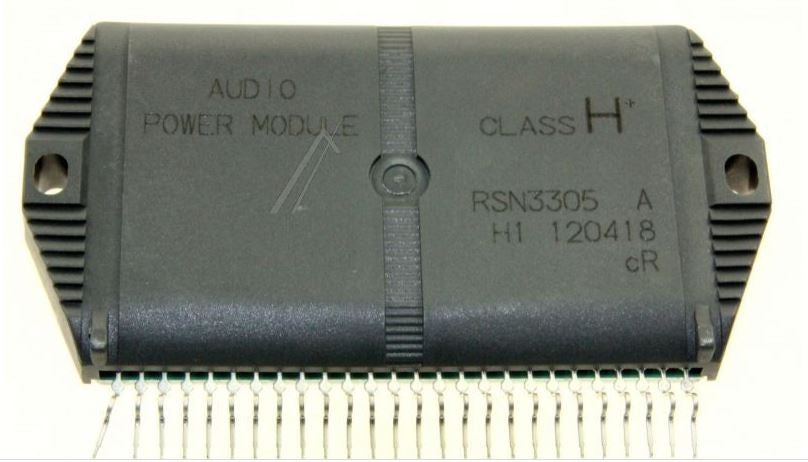 AUDIO
POWER MODULE
CLASS H+
RSN3305 A
H1 120418
cR